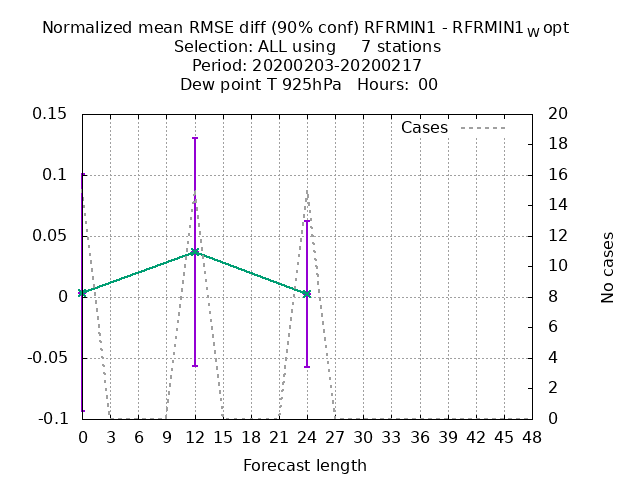 Normalized mean RMSE diff (90% conf) RFRMIN1 - RFRMIN1W opt
Selection: ALL using 7 stations
Period: 20200203-20200217
Dew point T 925hPa Hours: 00
Cases
0.15
0.1
0.05
0
-0.05
-0.1
20
18
16
14
12
10
8
6
4
2
0
No cases
0 3 6 9 12 15 18 21 24 27 30 33 36 39 42 45 48
Forecast length